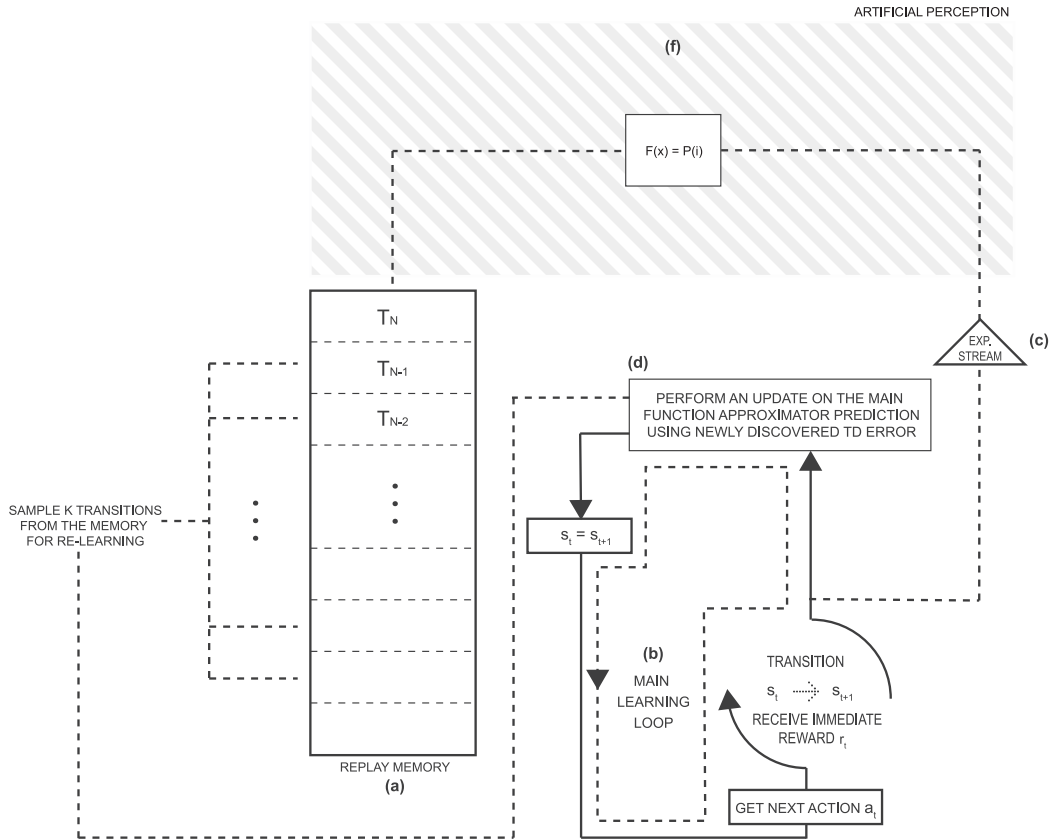 ARTIFICIAL PERCEPTION
(f)
F(x) = P(i)
T_N
T_N-1
T_N-2
REPLAY MEMORY
(a)
SAMPLE K TRANSITIONS
FROM THE MEMORY
FOR RE-LEARNING
EXP.
STREAM
(c)
(d)
PERFORM AN UPDATE ON THE MAIN
FUNCTION APPROXIMATOR PREDICTION
USING NEWLY DISCOVERED TD ERROR
s_t = s_t+1
(b)
MAIN
LEARNING
LOOP
TRANSITION
s_t s_t+1
RECEIVE IMMEDIATE
REWARD r_t
GET NEXT ACTION a_t